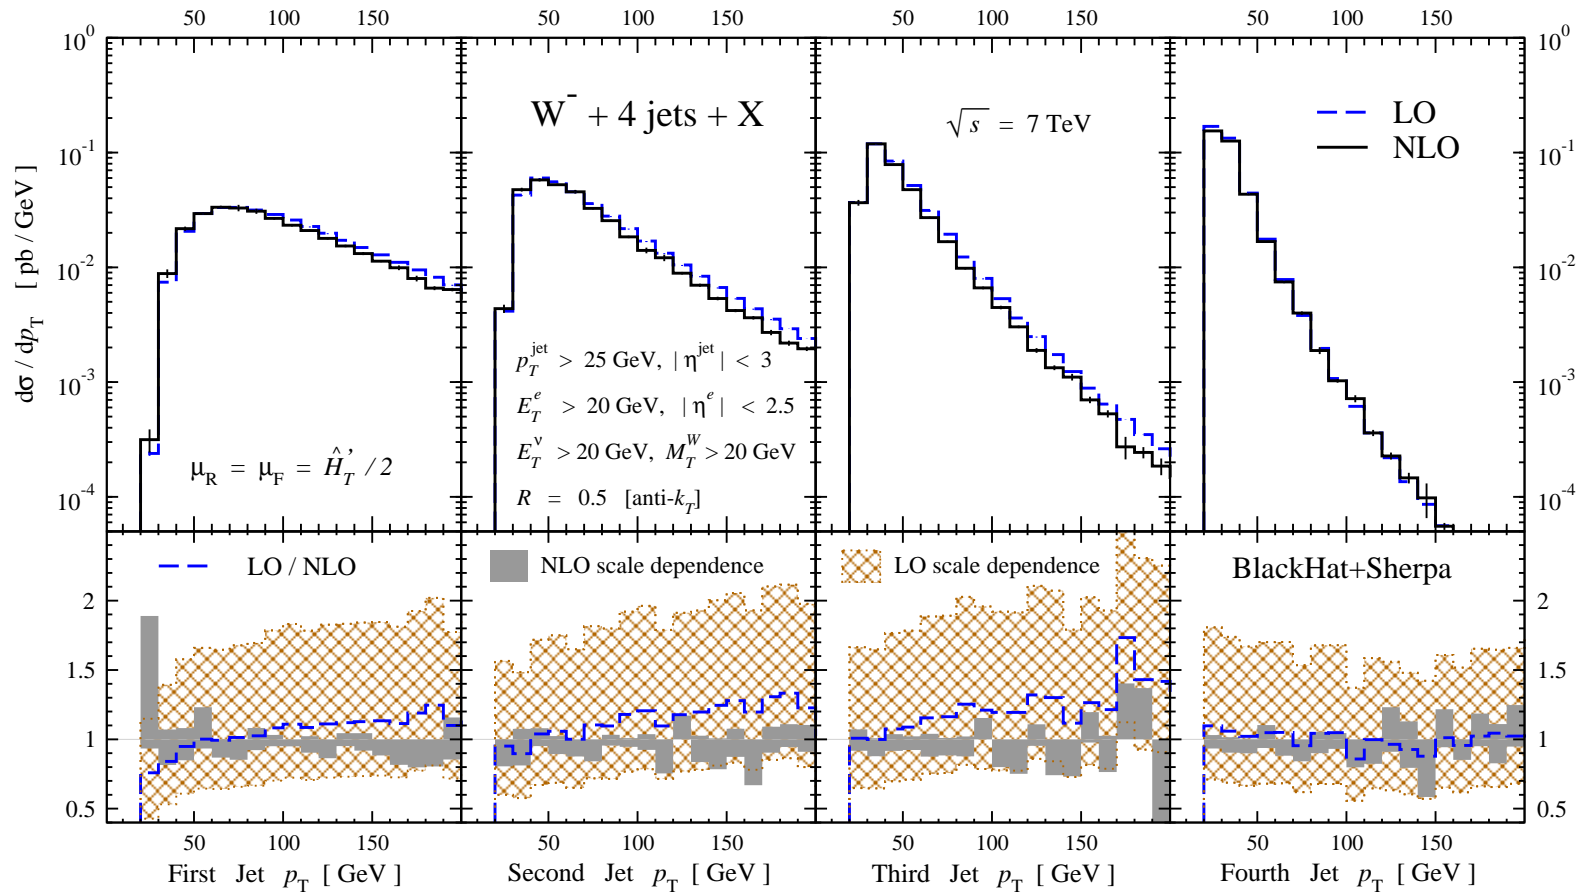 50 100 150 50 100 150 50 100 150 50 100 150
10^0 10^0
W^- + 4 jets + X
√s = 7 TeV
LO
NLO
10^-1 10^-1
10^-2 10^-2
10^-3 10^-3
10^-4 10^-4
dσ / dp_T [ pb / GeV ]
μ_R = μ_F = Ĥ_T' / 2
p_T^jet > 25 GeV, | η^jet | < 3
E_T^e > 20 GeV, | η^e | < 2.5
E_T^ν > 20 GeV, M_T^W > 20 GeV
R = 0.5 [anti-k_T]
LO / NLO
NLO scale dependence
LO scale dependence
BlackHat+Sherpa
2 2
1.5 1.5
1 1
0.5 0.5
50 100 150 50 100 150 50 100 150 50 100 150
First Jet p_T [ GeV ]
Second Jet p_T [ GeV ]
Third Jet p_T [ GeV ]
Fourth Jet p_T [ GeV ]